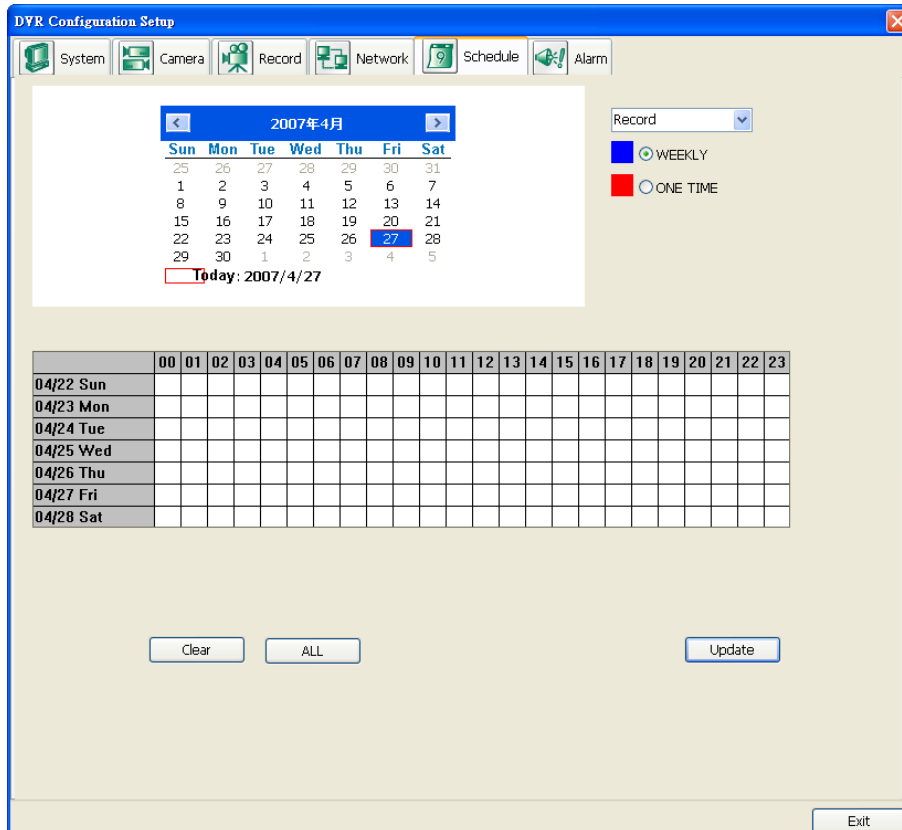 DVR Configuration Setup
System Camera Record Network Schedule Alarm
2007年4月
Sun Mon Tue Wed Thu Fri Sat
25 26 27 28 29 30 31
1 2 3 4 5 6 7
8 9 10 11 12 13 14
15 16 17 18 19 20 21
22 23 24 25 26 27 28
29 30 1 2 3 4 5
Today: 2007/4/27
Record
WEEKLY
ONE TIME
00 01 02 03 04 05 06 07 08 09 10 11 12 13 14 15 16 17 18 19 20 21 22 23
04/22 Sun
04/23 Mon
04/24 Tue
04/25 Wed
04/26 Thu
04/27 Fri
04/28 Sat
Clear ALL Update
Exit